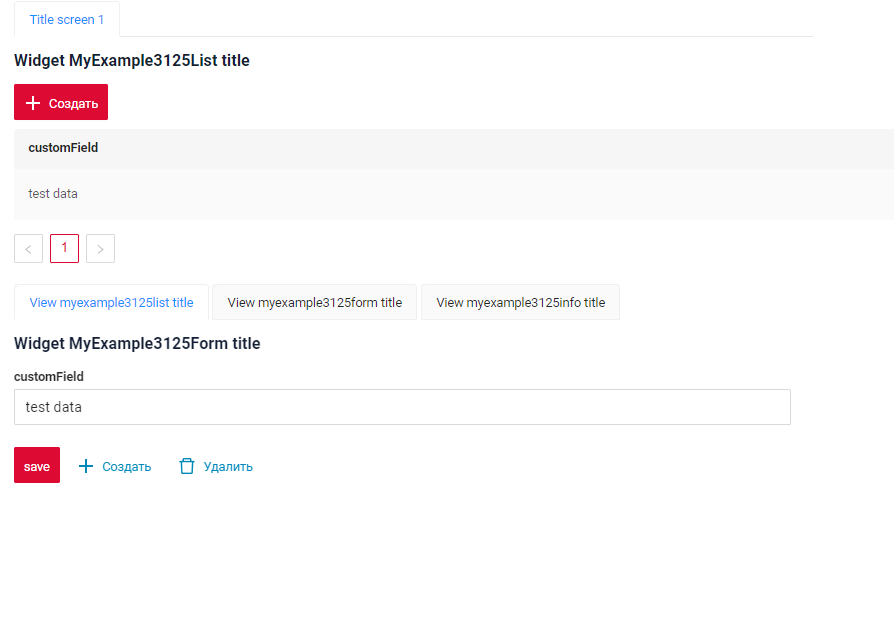 Title screen 1
Widget MyExample3125List title
Создать
customField
test data
< 1 >
View myexample3125list title View myexample3125form title View myexample3125info title
Widget MyExample3125Form title
customField
test data
save Создать Удалить